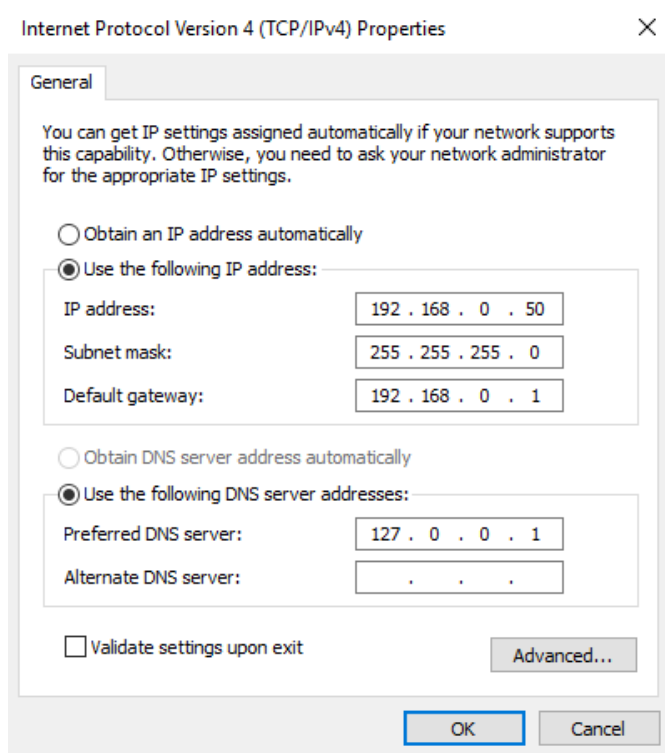 Internet Protocol Version 4 (TCP/IPv4) Properties
General
You can get IP settings assigned automatically if your network supports
this capability. Otherwise, you need to ask your network administrator
for the appropriate IP settings.
Obtain an IP address automatically
Use the following IP address:
IP address: 192 . 168 . 0 . 50
Subnet mask: 255 . 255 . 255 . 0
Default gateway: 192 . 168 . 0 . 1
Obtain DNS server address automatically
Use the following DNS server addresses:
Preferred DNS server: 127 . 0 . 0 . 1
Alternate DNS server: . . .
Validate settings upon exit
Advanced...
OK Cancel